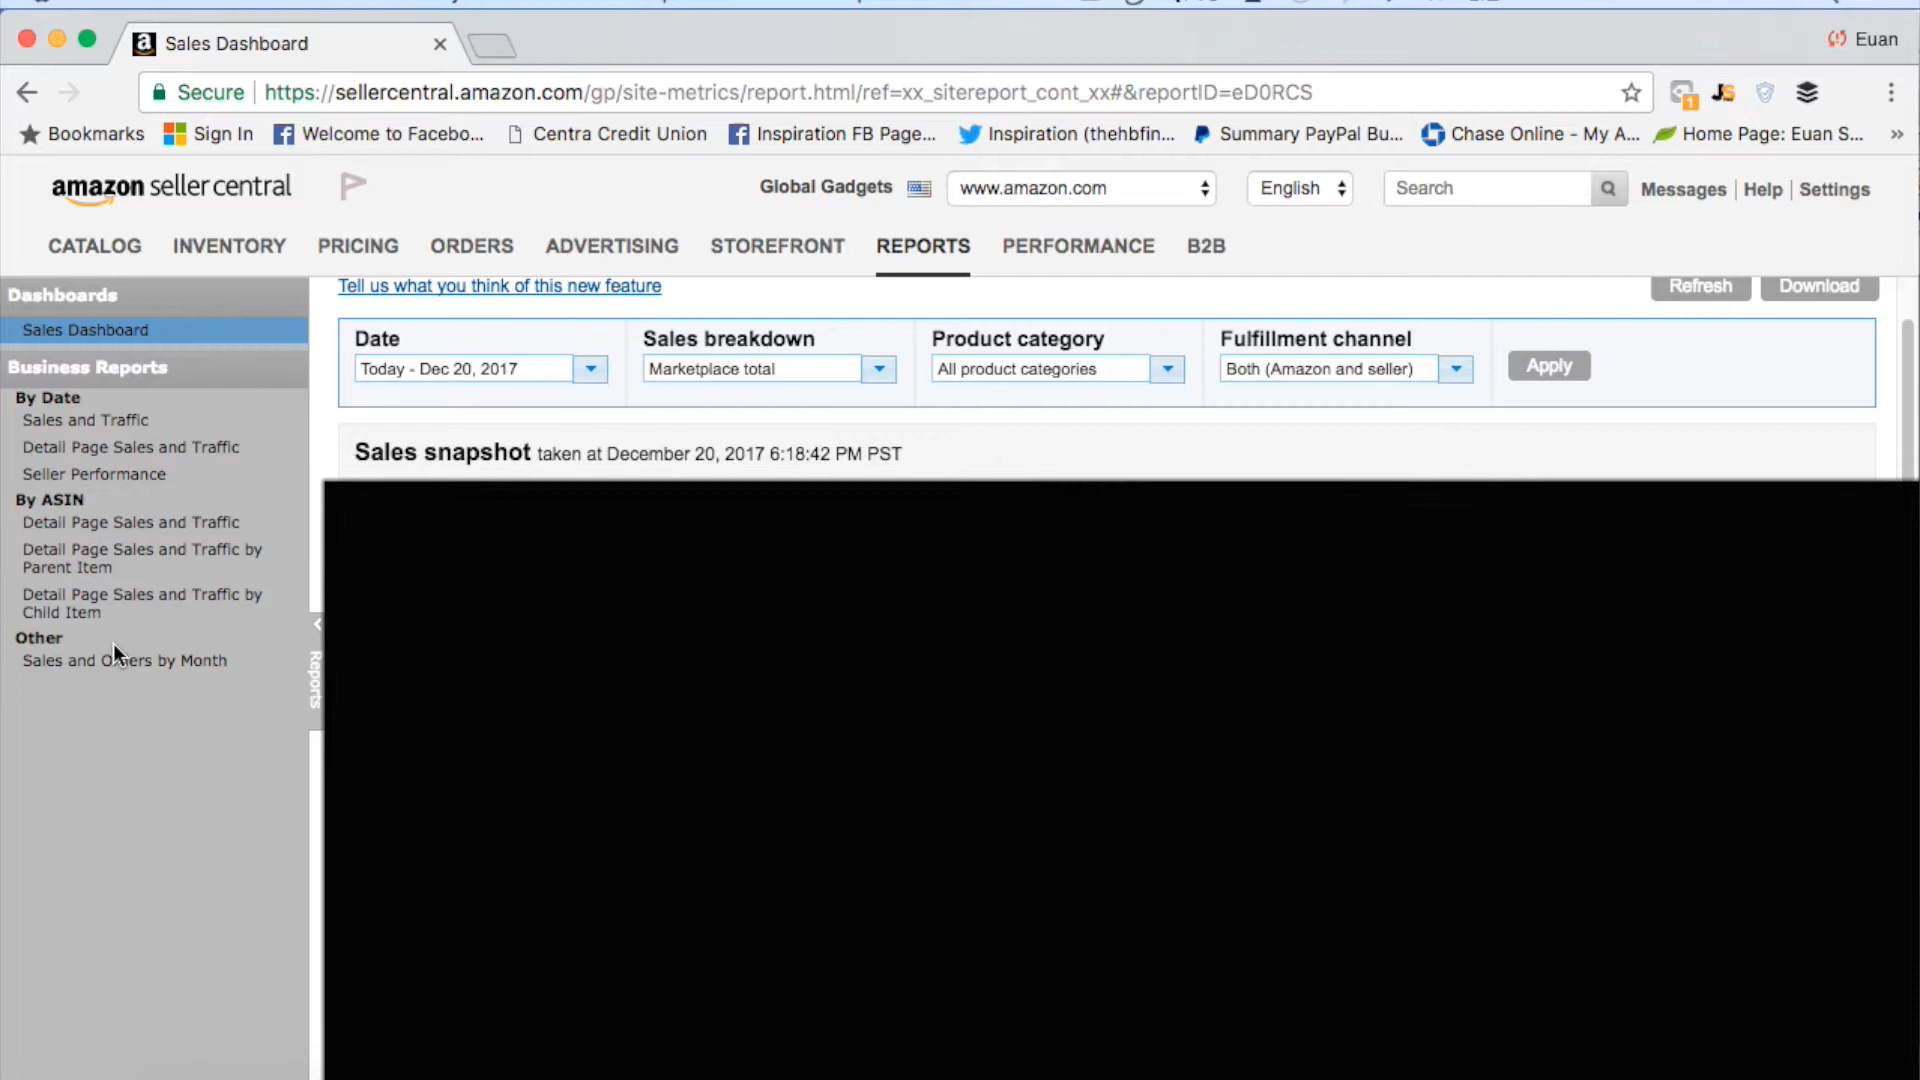 Sales Dashboard
Euan
Secure https://sellercentral.amazon.com/gp/site-metrics/report.html/ref=xx_sitereport_cont_xx#&reportID=eD0RCS
1 JS
Bookmarks Sign In Welcome to Facebo... Centra Credit Union Inspiration FB Page... Inspiration (thehbfin... Summary PayPal Bu... Chase Online - My A... Home Page: Euan S... »
amazon seller central
Global Gadgets www.amazon.com English Search Messages Help Settings
CATALOG INVENTORY PRICING ORDERS ADVERTISING STOREFRONT REPORTS PERFORMANCE B2B
Dashboards
Sales Dashboard
Business Reports
By Date
Sales and Traffic
Detail Page Sales and Traffic
Seller Performance
By ASIN
Detail Page Sales and Traffic
Detail Page Sales and Traffic by
Parent Item
Detail Page Sales and Traffic by
Child Item
Other
Sales and Orders by Month
Reports
Tell us what you think of this new feature
Refresh Download
Date Sales breakdown Product category Fulfillment channel
Today - Dec 20, 2017 Marketplace total All product categories Both (Amazon and seller) Apply
Sales snapshot taken at December 20, 2017 6:18:42 PM PST